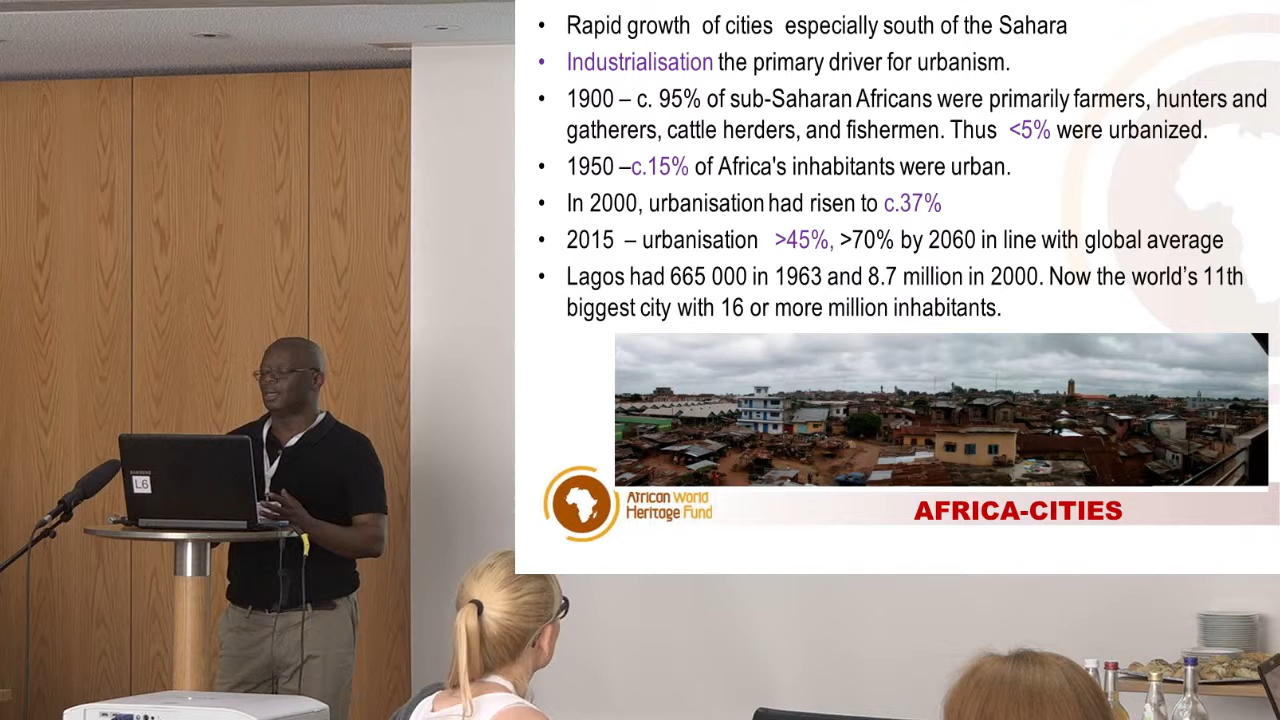 • Rapid growth of cities especially south of the Sahara
• Industrialisation the primary driver for urbanism.
• 1900 – c. 95% of sub-Saharan Africans were primarily farmers, hunters and
gatherers, cattle herders, and fishermen. Thus <5% were urbanized.
• 1950 –c.15% of Africa's inhabitants were urban.
• In 2000, urbanisation had risen to c.37%
• 2015 – urbanisation >45%, >70% by 2060 in line with global average
• Lagos had 665 000 in 1963 and 8.7 million in 2000. Now the world’s 11th
biggest city with 16 or more million inhabitants.
African World
Heritage Fund
AFRICA-CITIES
SAMSUNG
L6